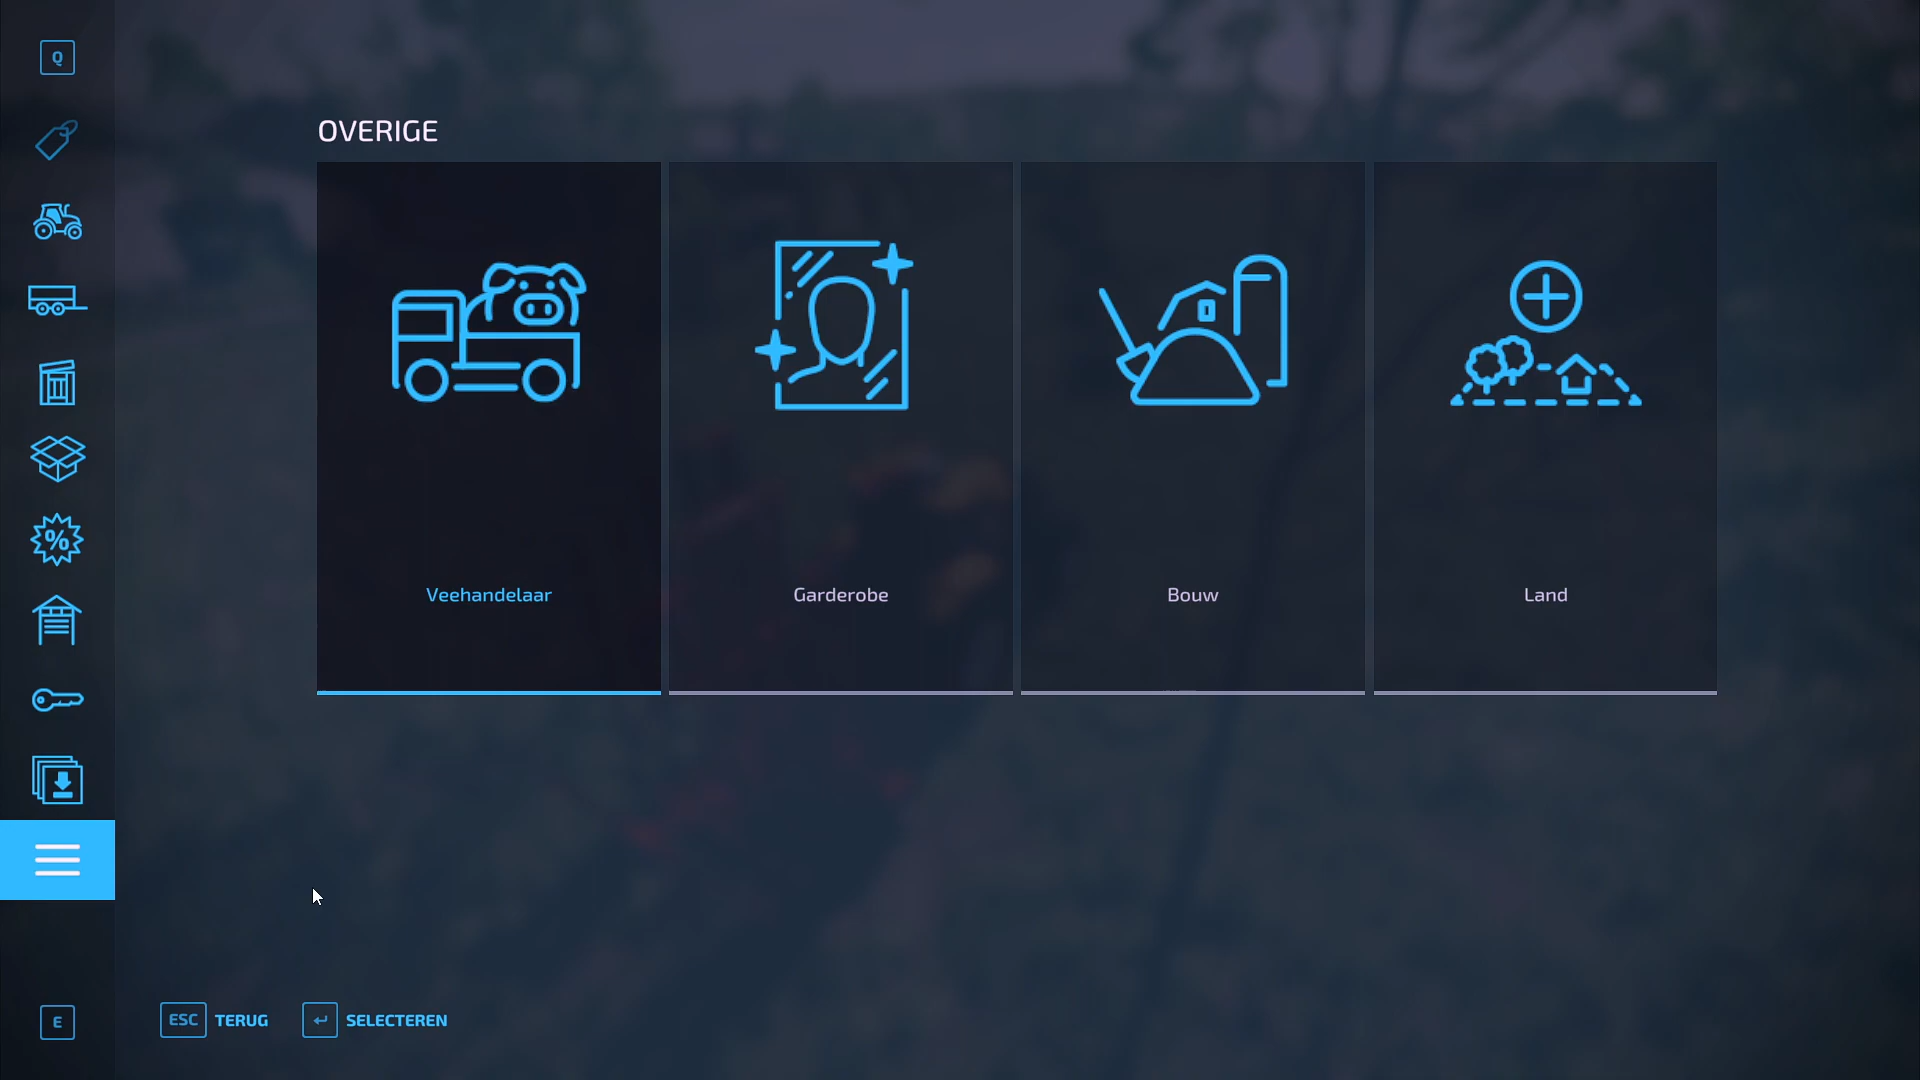 Q
OVERIGE
%
Veehandelaar
Garderobe
Bouw
Land
E
ESC TERUG
SELECTEREN